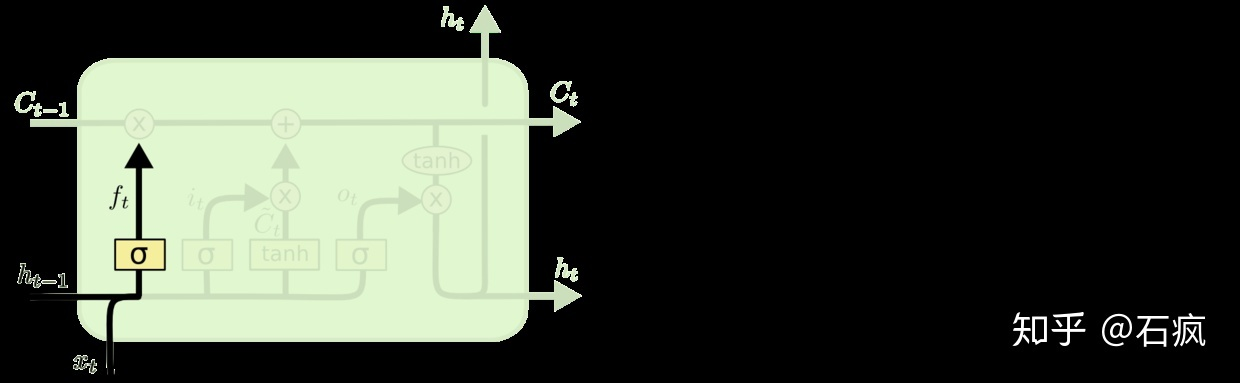 h_t
C_{t-1}
C_t
x
+
tanh
f_t
i_t
x
o_t
x
C̃_t
σ
σ
tanh
σ
h_{t-1}
h_t
x_t
知乎 @石疯